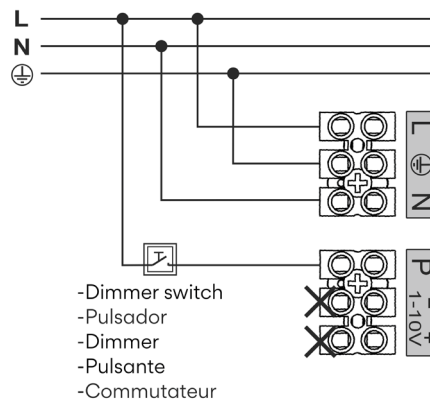 L
N
L
N
P
- +
1-10V
-Dimmer switch
-Pulsador
-Dimmer
-Pulsante
-Commutateur